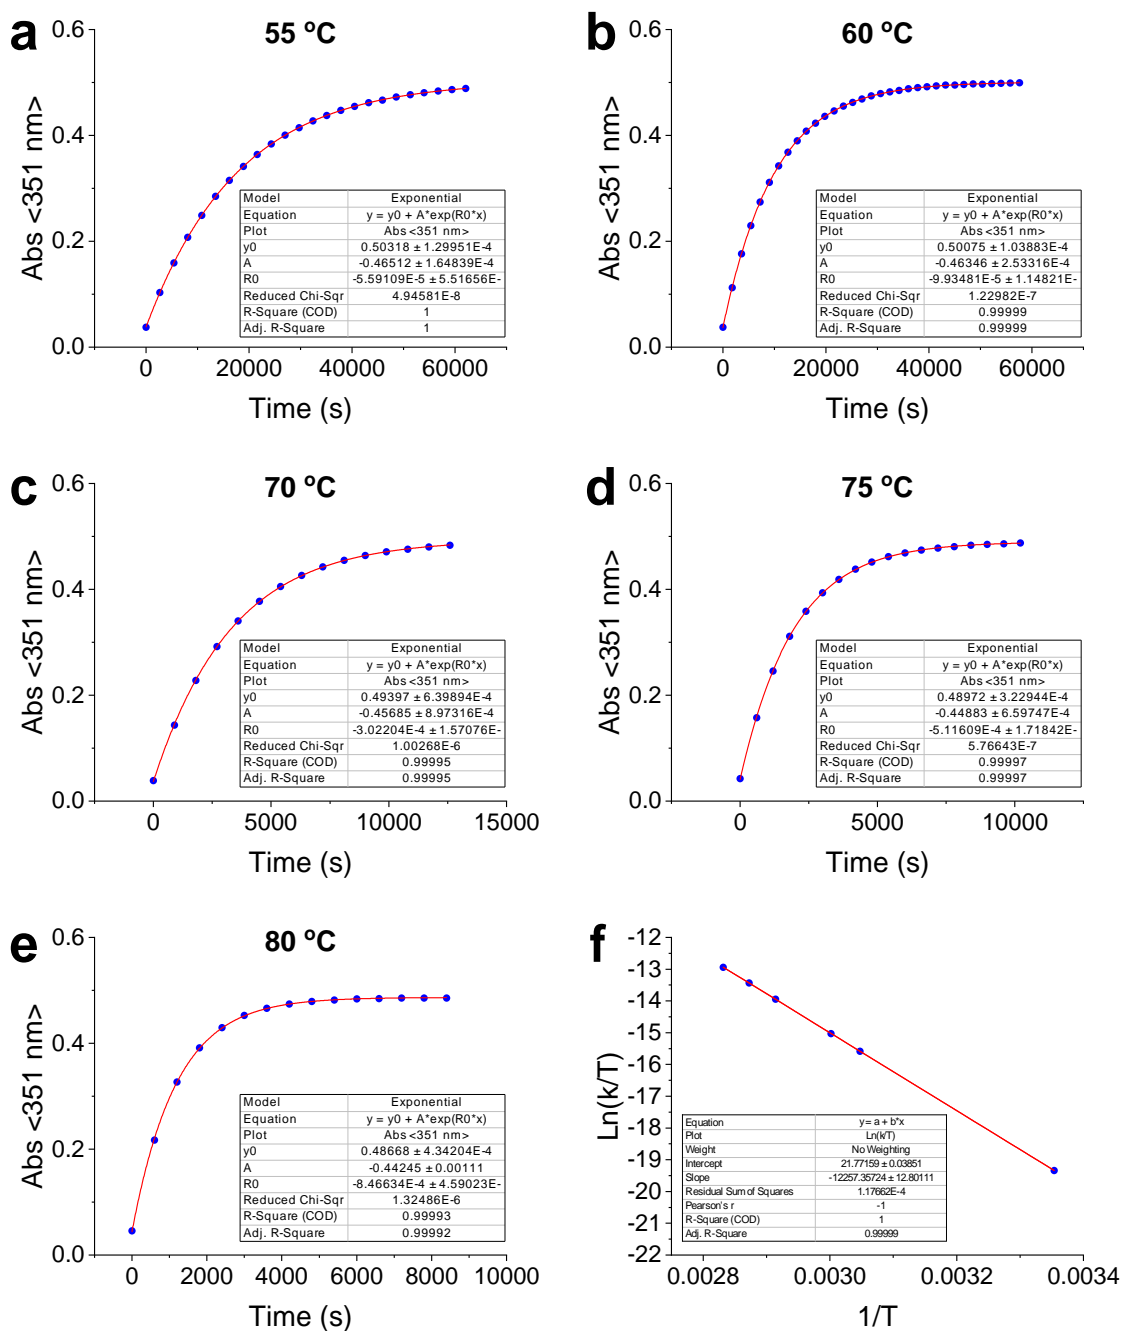 a
55 °C
0.6
0.4
0.2
0.0
Abs <351 nm>
Model Exponential
Equation y = y0 + A*exp(R0*x)
Plot Abs <351 nm>
y0 0.50318 ± 1.29951E-4
A -0.46512 ± 1.64839E-4
R0 -5.59109E-5 ± 5.51656E-
Reduced Chi-Sqr 4.94581E-8
R-Square (COD) 1
Adj. R-Square 1
0 20000 40000 60000
Time (s)
b
60 °C
0.6
0.4
0.2
0.0
Abs <351 nm>
Model Exponential
Equation y = y0 + A*exp(R0*x)
Plot Abs <351 nm>
y0 0.50075 ± 1.03883E-4
A -0.46346 ± 2.53316E-4
R0 -9.93481E-5 ± 1.14821E-
Reduced Chi-Sqr 1.22982E-7
R-Square (COD) 0.99999
Adj. R-Square 0.99999
0 20000 40000 60000
Time (s)
c
70 °C
0.6
0.4
0.2
0.0
Abs <351 nm>
Model Exponential
Equation y = y0 + A*exp(R0*x)
Plot Abs <351 nm>
y0 0.49397 ± 6.39894E-4
A -0.45685 ± 8.97316E-4
R0 -3.02204E-4 ± 1.57076E-
Reduced Chi-Sqr 1.00268E-6
R-Square (COD) 0.99995
Adj. R-Square 0.99995
0 5000 10000 15000
Time (s)
d
75 °C
0.6
0.4
0.2
0.0
Abs <351 nm>
Model Exponential
Equation y = y0 + A*exp(R0*x)
Plot Abs <351 nm>
y0 0.48972 ± 3.22944E-4
A -0.44883 ± 6.59747E-4
R0 -5.11609E-4 ± 1.71842E-
Reduced Chi-Sqr 5.76643E-7
R-Square (COD) 0.99997
Adj. R-Square 0.99997
0 5000 10000
Time (s)
e
80 °C
0.6
0.4
0.2
0.0
Abs <351 nm>
Model Exponential
Equation y = y0 + A*exp(R0*x)
Plot Abs <351 nm>
y0 0.48668 ± 4.34204E-4
A -0.44245 ± 0.00111
R0 -8.46634E-4 ± 4.59023E-
Reduced Chi-Sqr 1.32486E-6
R-Square (COD) 0.99993
Adj. R-Square 0.99992
0 2000 4000 6000 8000 10000
Time (s)
f
-12
-13
-14
-15
-16
-17
-18
-19
-20
-21
-22
Ln(k/T)
Equation y = a + b*x
Plot Ln(k/T)
Weight No Weighting
Intercept 21.77159 ± 0.03851
Slope -12257.35724 ± 12.80111
Residual Sum of Squares 1.17662E-4
Pearson's r -1
R-Square (COD) 1
Adj. R-Square 0.99999
0.0028 0.0030 0.0032 0.0034
1/T